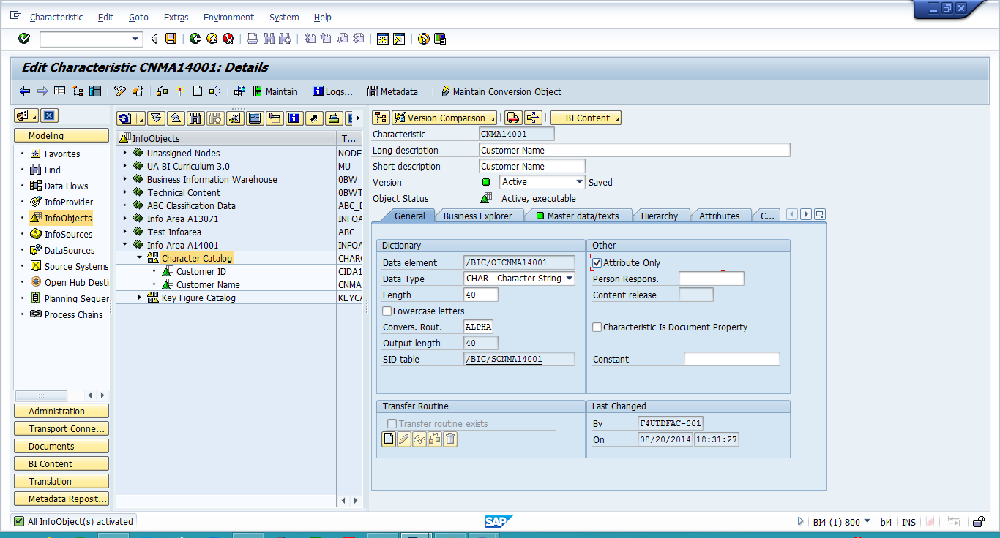 Characteristic Edit Goto Extras Environment System Help
Edit Characteristic CNMA14001: Details
Maintain Logs... Metadata Maintain Conversion Object
Modeling
Favorites
Find
Data Flows
InfoProvider
InfoObjects
InfoSources
DataSources
Source Systems
Open Hub Desti
Planning Sequer
Process Chains
Administration
Transport Conne...
Documents
BI Content
Translation
Metadata Reposit...
InfoObjects T...
Unassigned Nodes NODE
UA BI Curriculum 3.0 MU
Business Information Warehouse 0BW
Technical Content 0BWT
ABC Classification Data ABC_D
Info Area A13071 INFOA
Test Infoarea ABC
Info Area A14001 INFOA
Character Catalog CHARC
Customer ID CIDA1
Customer Name CNMA
Key Figure Catalog KEYCA
Version Comparison BI Content
Characteristic CNMA14001
Long description Customer Name
Short description Customer Name
Version Active Saved
Object Status Active, executable
General Business Explorer Master data/texts Hierarchy Attributes C...
Dictionary
Data element /BIC/OICNMA14001
Data Type CHAR - Character String
Length 40
Lowercase letters
Convers. Rout. ALPHA
Output length 40
SID table /BIC/SCNMA14001
Other
Attribute Only
Person Respons.
Content release
Characteristic Is Document Property
Constant
Transfer Routine
Transfer routine exists
Last Changed
By F4UTDFAC-001
On 08/20/2014 18:31:27
All InfoObject(s) activated
SAP
BI4 (1) 800 bi4 INS